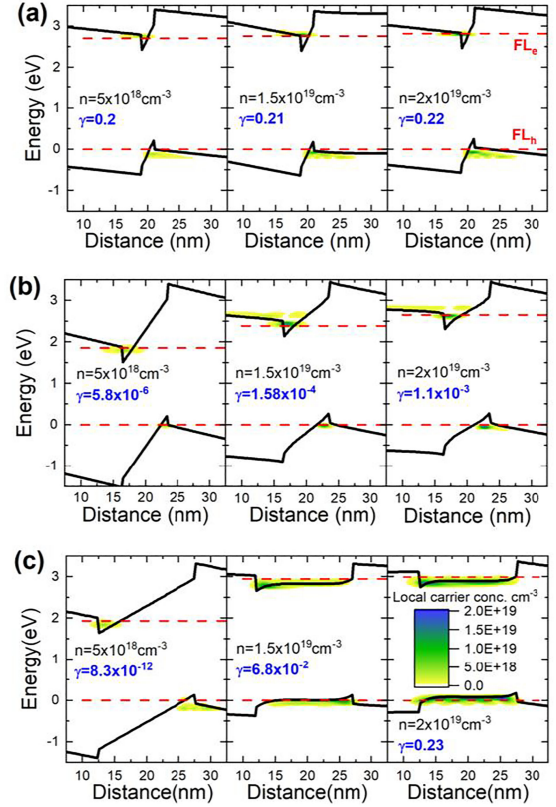 (a)
3
2
1
0
-1
Energy (eV)
FLe
n=5x10¹⁸cm⁻³
γ=0.2
n=1.5x10¹⁹cm⁻³
γ=0.21
n=2x10¹⁹cm⁻³
γ=0.22
FLh
10 15 20 25 30 10 15 20 25 30 10 15 20 25 30
Distance (nm) Distance (nm) Distance (nm)
(b)
3
2
1
0
-1
Energy (eV)
n=5x10¹⁸cm⁻³
γ=5.8x10⁻⁶
n=1.5x10¹⁹cm⁻³
γ=1.58x10⁻⁴
n=2x10¹⁹cm⁻³
γ=1.1x10⁻³
10 15 20 25 30 10 15 20 25 30 10 15 20 25 30
Distance (nm) Distance (nm) Distance (nm)
(c)
3
2
1
0
-1
Energy(eV)
n=5x10¹⁸cm⁻³
γ=8.3x10⁻¹²
n=1.5x10¹⁹cm⁻³
γ=6.8x10⁻²
Local carrier conc. cm⁻³
2.0E+19
1.5E+19
1.0E+19
5.0E+18
0.0
n=2x10¹⁹cm⁻³
γ=0.23
10 15 20 25 30 10 15 20 25 30 10 15 20 25 30
Distance(nm) Distance(nm) Distance(nm)